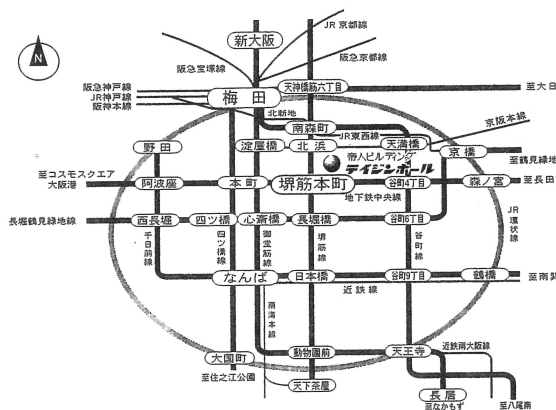 JR京都線
新大阪
阪急京都線
阪急宝塚線
阪急神戸線
JR神戸線
阪神本線
天神橋筋六丁目
至大日
梅田
北新地
南森町
JR東西線
京阪本線
野田
淀屋橋
北浜
天満橋
京橋
至鶴見緑地
帝人ビルディング
テイジンホール
至コスモスクエア
大阪港
阿波座
本町
堺筋本町
谷町4丁目
森ノ宮
至長田
地下鉄中央線
長堀鶴見緑地線
西長堀
四ツ橋
心斎橋
長堀橋
谷町6丁目
JR環状線
千日前線
四ツ橋線
御堂筋線
堺筋線
谷町線
なんば
日本橋
谷町9丁目
鶴橋
近鉄線
南海本線
大国町
動物園前
天王寺
近鉄南大阪線
至住之江公園
天下茶屋
長居
至なかもず
至八尾南